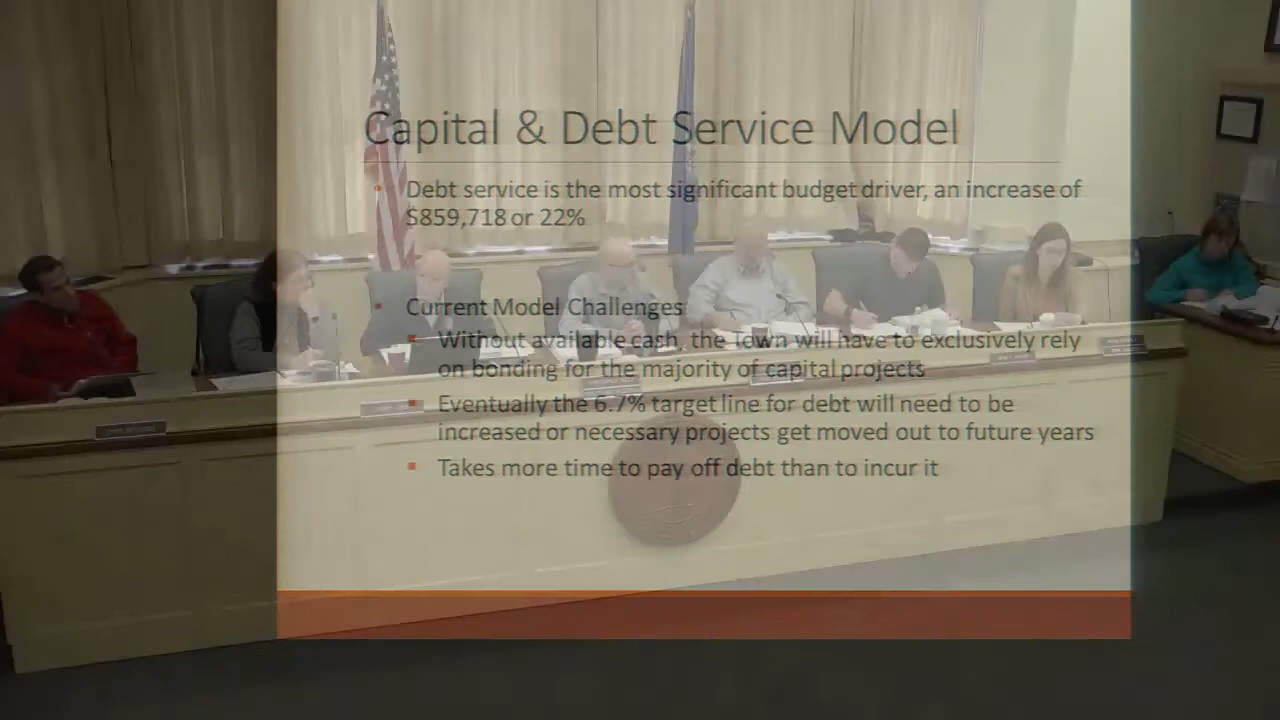 Capital & Debt Service Model
Debt service is the most significant budget driver, an increase of
$859,718 or 22%
Current Model Challenges
Without available cash, the Town will have to exclusively rely
on bonding for the majority of capital projects
Eventually the 6.7% target line for debt will need to be
increased or necessary projects get moved out to future years
Takes more time to pay off debt than to incur it